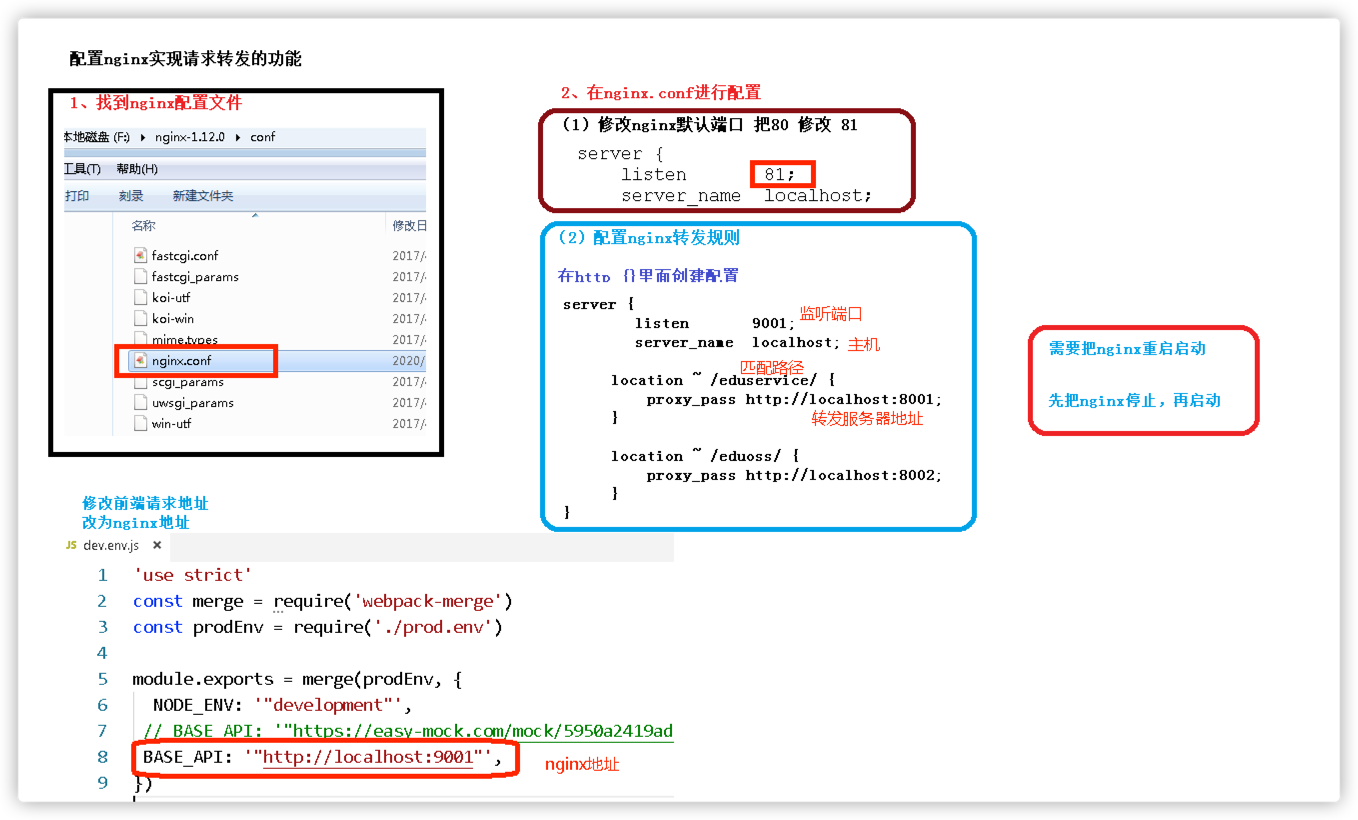 配置nginx实现请求转发的功能
1、找到nginx配置文件
本地磁盘 (F:) nginx-1.12.0 conf
工具(T) 帮助(H)
打印 刻录 新建文件夹
名称 修改日
fastcgi.conf 2017/
fastcgi_params 2017/
koi-utf 2017/
koi-win 2017/
mime.types 2017/
nginx.conf 2020/
scgi_params 2017/
uwsgi_params 2017/
win-utf 2017/
2、在nginx.conf进行配置
（1）修改nginx默认端口 把80 修改 81
server {
listen 81;
server_name localhost;
（2）配置nginx转发规则
在http {}里面创建配置
server {
listen 9001; 监听端口
server_name localhost; 主机
匹配路径
location ~ /eduservice/ {
proxy_pass http://localhost:8001;
} 转发服务器地址
location ~ /eduoss/ {
proxy_pass http://localhost:8002;
}
}
需要把nginx重启启动
先把nginx停止，再启动
修改前端请求地址
改为nginx地址
JS dev.env.js ×
1 'use strict'
2 const merge = require('webpack-merge')
3 const prodEnv = require('./prod.env')
4
5 module.exports = merge(prodEnv, {
6 NODE_ENV: '"development"',
7 // BASE_API: '"https://easy-mock.com/mock/5950a2419ad
8 BASE_API: '"http://localhost:9001"', nginx地址
9 })